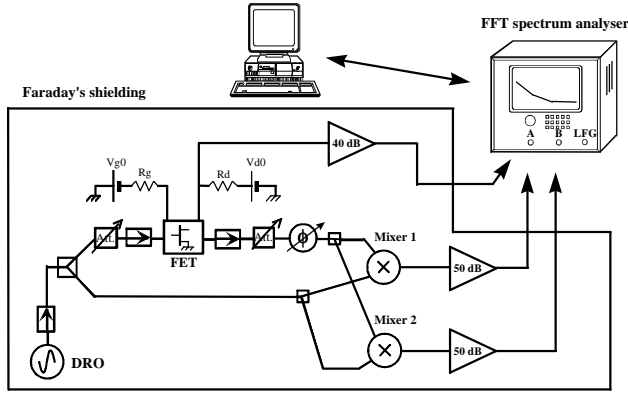 FFT spectrum analyser
Faraday's shielding
A B LFG
40 dB
Vg0
Rg
Rd
Vd0
Att.
FET
Att.
ϕ
Mixer 1
50 dB
Mixer 2
50 dB
DRO